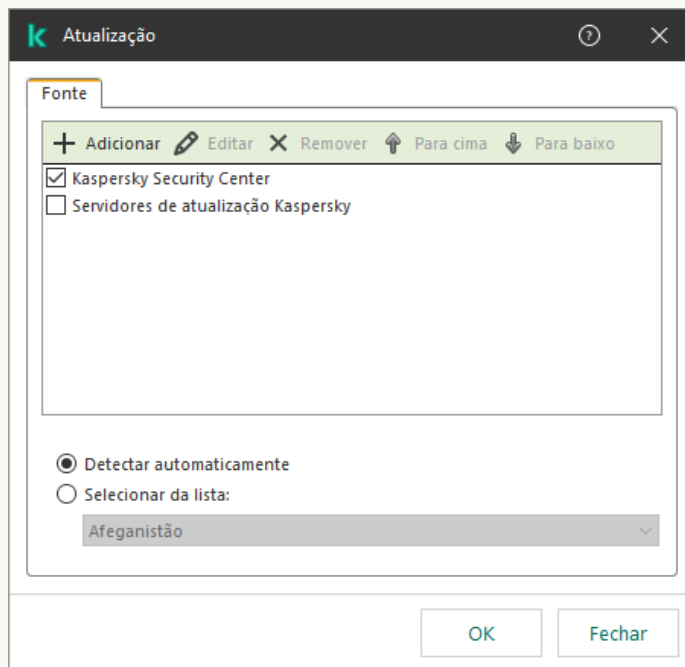 Atualização
Fonte
Adicionar Editar Remover Para cima Para baixo
Kaspersky Security Center
Servidores de atualização Kaspersky
Detectar automaticamente
Selecionar da lista:
Afeganistão
OK Fechar